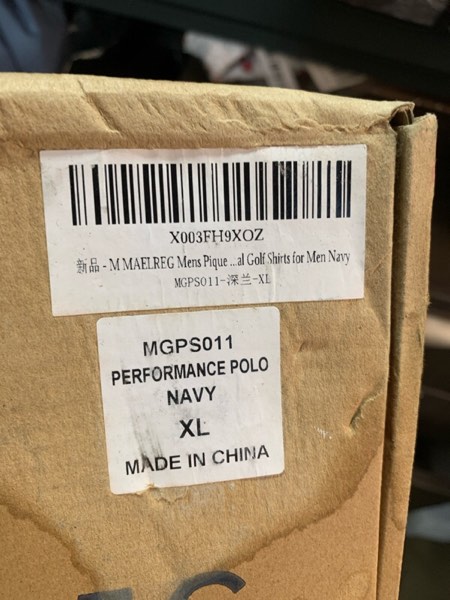 X003FH9XOZ
新品 - M MAELREG Mens Pique ...al Golf Shirts for Men Navy
MGPS011-深兰-XL
MGPS011
PERFORMANCE POLO
NAVY
XL
MADE IN CHINA